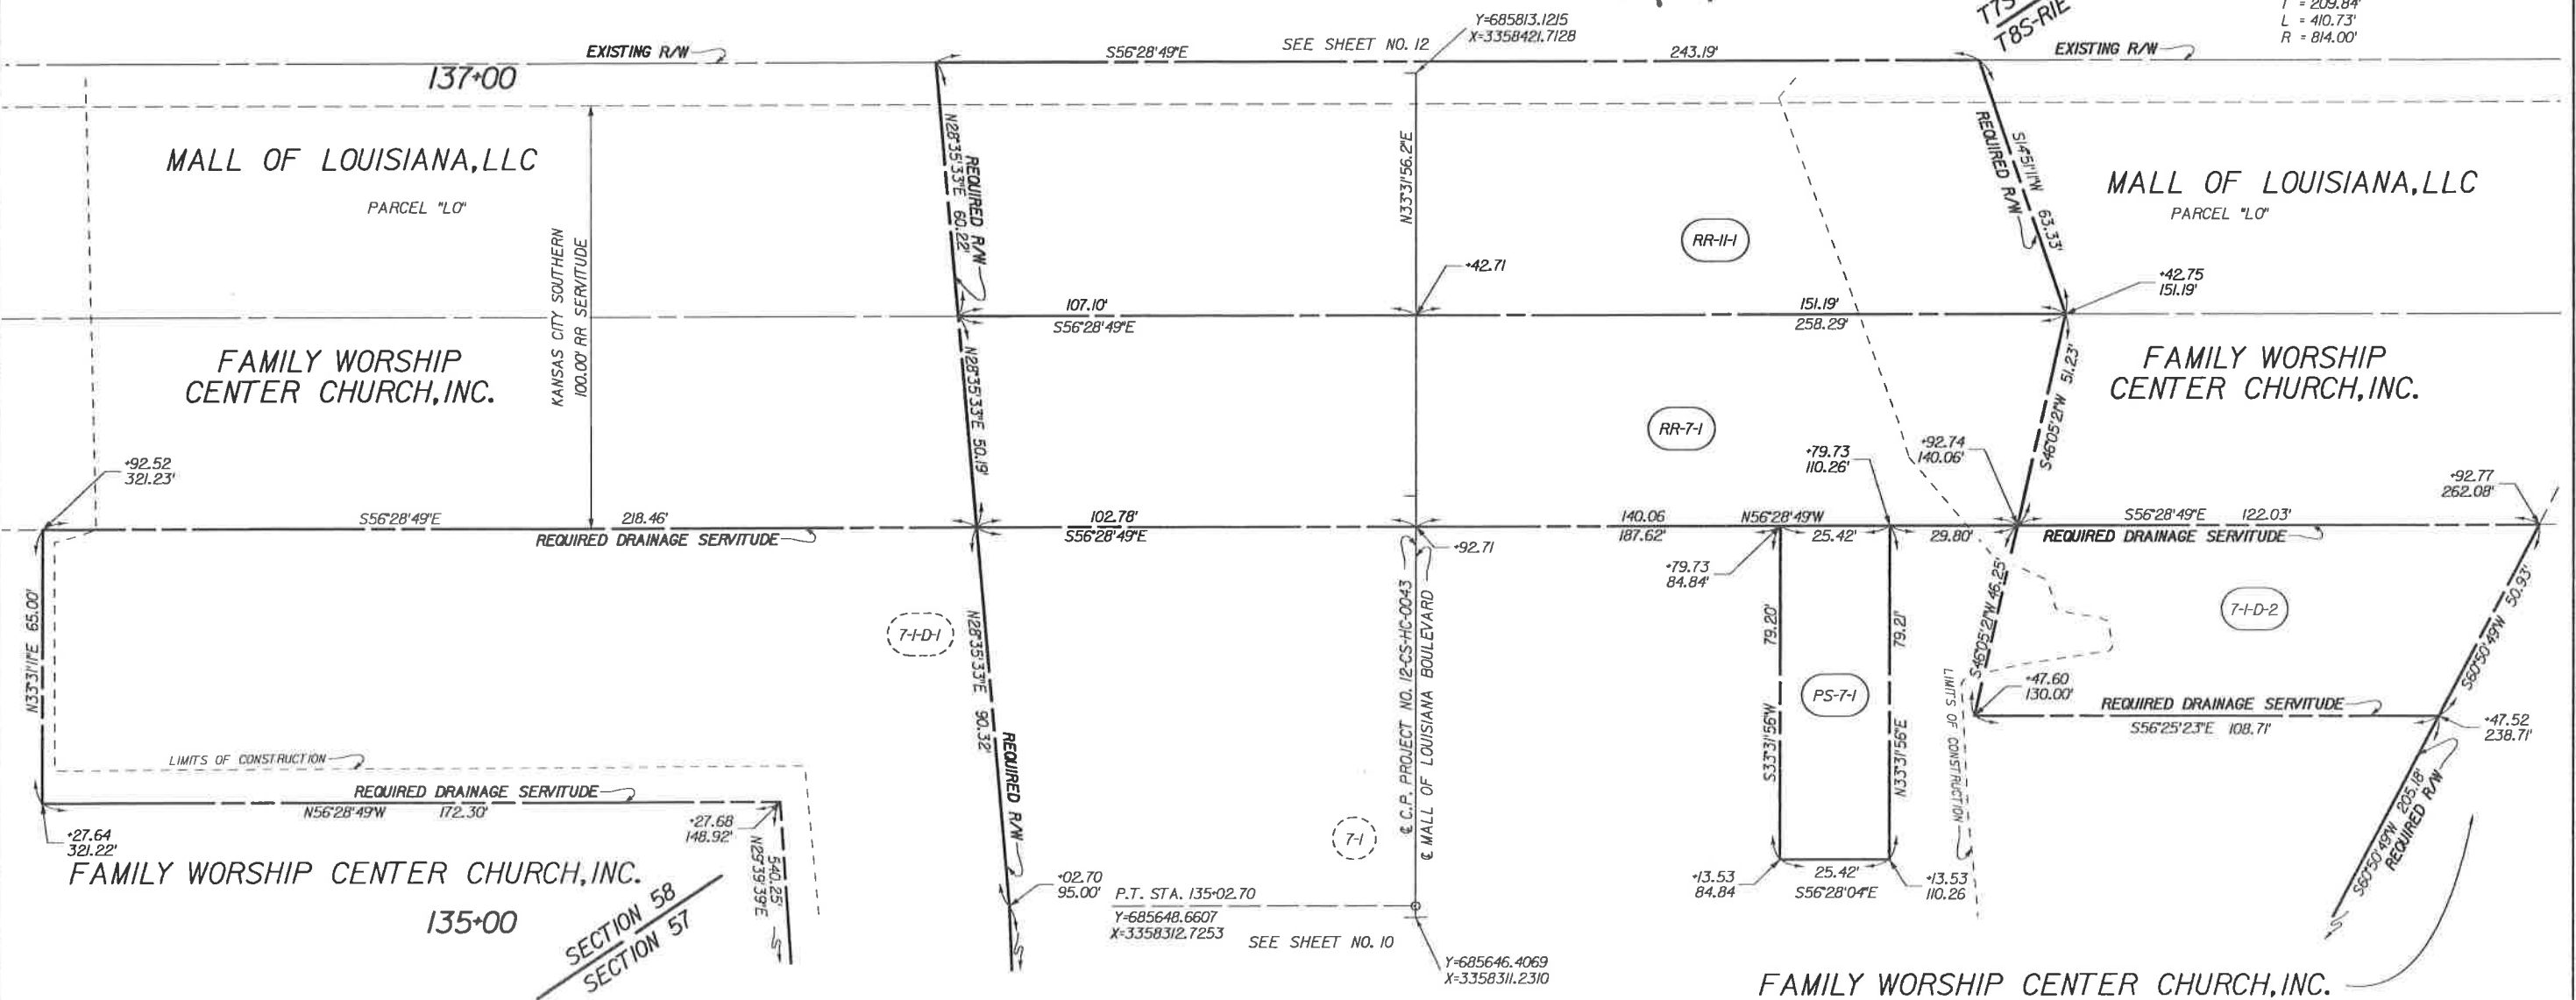 T7S
T8S-R1E
T = 209.84'
L = 410.73'
R = 814.00'
Y=685813.1215
X=3358421.7128
EXISTING R/W
S56°28'49"E
SEE SHEET NO. 12
243.19'
EXISTING R/W
137+00
MALL OF LOUISIANA, LLC
PARCEL "LO"
KANSAS CITY SOUTHERN
100.00' RR SERVITUDE
N28°35'33"E 60.22'
REQUIRED R/W
N33°31'56.2"E
RR-11-1
S14°51'11"W 63.33'
REQUIRED R/W
MALL OF LOUISIANA, LLC
PARCEL "LO"
+42.71
+42.75
151.19'
107.10'
S56°28'49"E
151.19'
258.29'
FAMILY WORSHIP
CENTER CHURCH, INC.
N28°35'33"E 50.19'
RR-7-1
S46°05'21"W 51.23'
FAMILY WORSHIP
CENTER CHURCH, INC.
+92.52
321.23'
+79.73
110.26'
+92.74
140.06'
+92.77
262.08'
S56°28'49"E 218.46'
REQUIRED DRAINAGE SERVITUDE
102.78'
S56°28'49"E
+92.71
140.06 N56°28'49"W
187.62' 25.42' 29.80'
S56°28'49"E 122.03'
REQUIRED DRAINAGE SERVITUDE
+79.73
84.84'
N33°31'11"E 65.00'
7-1-D-1
N28°35'33"E 90.32'
REQUIRED R/W
℄ C.P. PROJECT NO. 12-CS-HC-0043
℄ MALL OF LOUISIANA BOULEVARD
79.20'
S33°31'56"W
PS-7-1
79.21'
N33°31'56"E
S46°05'21"W 46.25'
LIMITS OF CONSTRUCTION
7-1-D-2
S60°50'49"W 50.93'
+47.60
130.00'
REQUIRED DRAINAGE SERVITUDE
S56°25'23"E 108.71'
+47.52
238.71'
LIMITS OF CONSTRUCTION
REQUIRED DRAINAGE SERVITUDE
N56°28'49"W 172.30'
+27.64
321.22'
+27.68
148.92'
N29°39'39"E
540.25'
7-1
S60°50'49"W 205.18'
REQUIRED R/W
FAMILY WORSHIP CENTER CHURCH, INC.
135+00
SECTION 58
SECTION 57
+02.70
95.00'
P.T. STA. 135+02.70
Y=685648.6607
X=3358312.7253
SEE SHEET NO. 10
Y=685646.4069
X=3358311.2310
+13.53
84.84
25.42'
S56°28'04"E
+13.53
110.26
FAMILY WORSHIP CENTER CHURCH, INC.